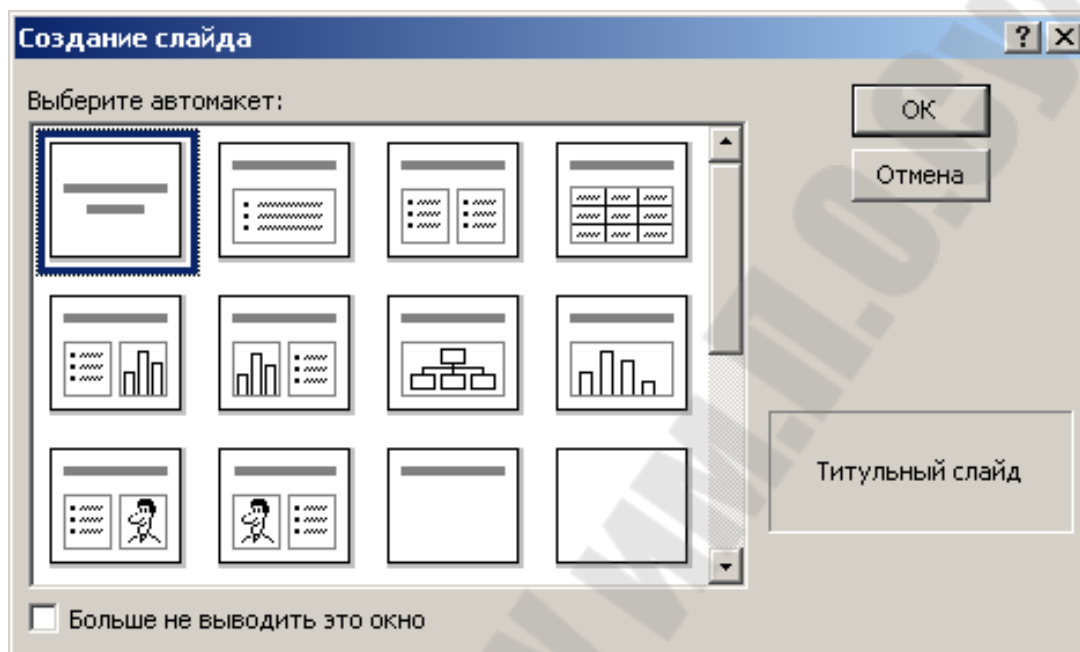 Создание слайда
Выберите автомакет:
ОК
Отмена
Титульный слайд
Больше не выводить это окно